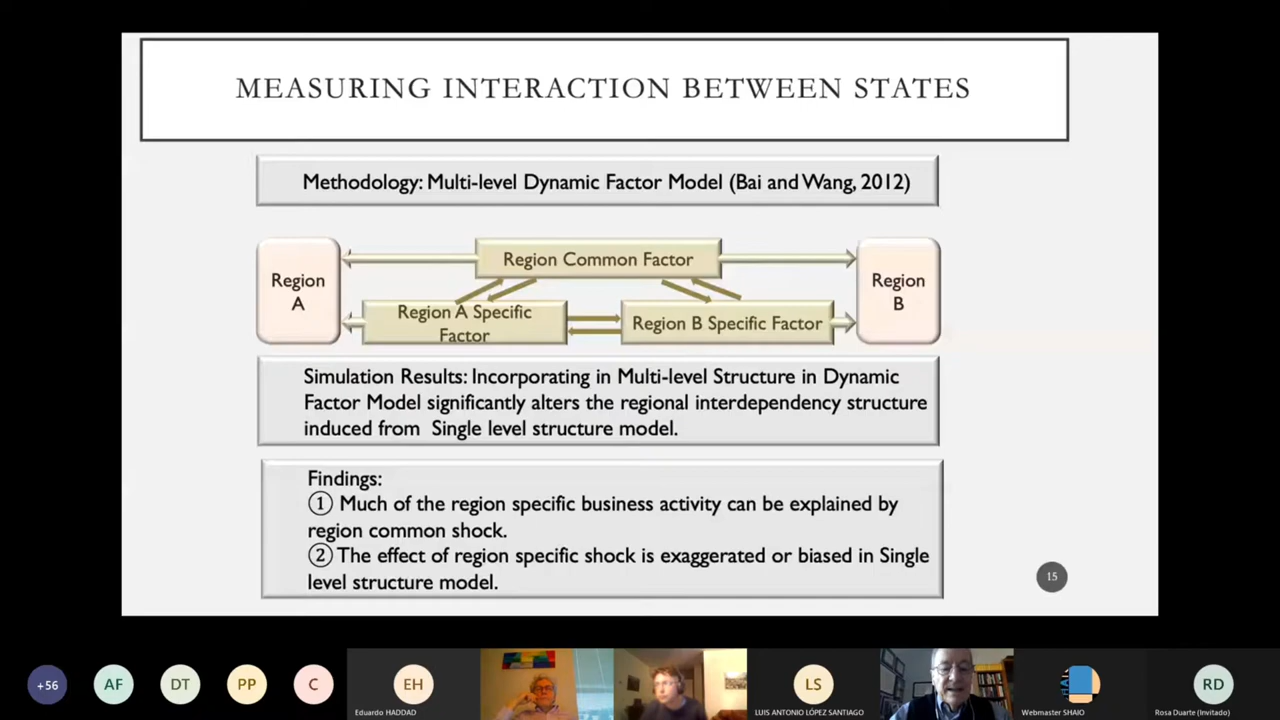 MEASURING INTERACTION BETWEEN STATES
Methodology: Multi-level Dynamic Factor Model (Bai and Wang, 2012)
Region Common Factor
Region
A
Region
B
Region A Specific
Factor
Region B Specific Factor
Simulation Results: Incorporating in Multi-level Structure in Dynamic
Factor Model significantly alters the regional interdependency structure
induced from Single level structure model.
Findings:
① Much of the region specific business activity can be explained by
region common shock.
② The effect of region specific shock is exaggerated or biased in Single
level structure model.
15
+56
AF
DT
PP
C
EH
Eduardo HADDAD
LS
LUIS ANTONIO LÓPEZ SANTIAGO
Webmaster SHAIO
RD
Rosa Duarte (Invitado)